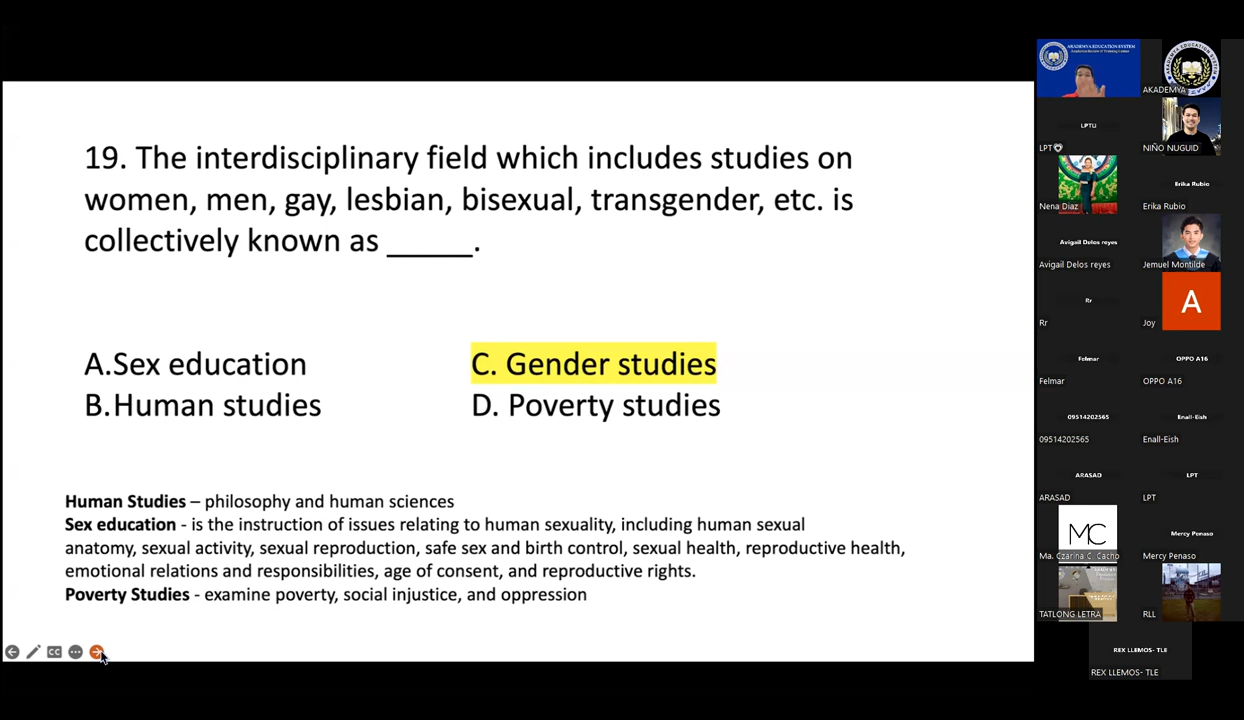 19. The interdisciplinary field which includes studies on
women, men, gay, lesbian, bisexual, transgender, etc. is
collectively known as ______.
A.Sex education
B.Human studies
C. Gender studies
D. Poverty studies
Human Studies – philosophy and human sciences
Sex education - is the instruction of issues relating to human sexuality, including human sexual
anatomy, sexual activity, sexual reproduction, safe sex and birth control, sexual health, reproductive health,
emotional relations and responsibilities, age of consent, and reproductive rights.
Poverty Studies - examine poverty, social injustice, and oppression
CC
AKADEMYA EDUCATION SYSTEM
AKADEMYA
LPTU
LPT
NIÑO NUGUID
Nena Diaz
Erika Rubio
Erika Rubio
Avigail Delos reyes
Avigail Delos reyes
Jemuel Montilde
Rr
Rr
A
Joy
Felmar
Felmar
OPPO A16
OPPO A16
09514202565
09514202565
Enall-Eish
Enall-Eish
ARASAD
ARASAD
LPT
LPT
MC
Ma. Czarina C. Cacho
Mercy Penaso
Mercy Penaso
TATLONG LETRA
RLL
REX LLEMOS- TLE
REX LLEMOS- TLE